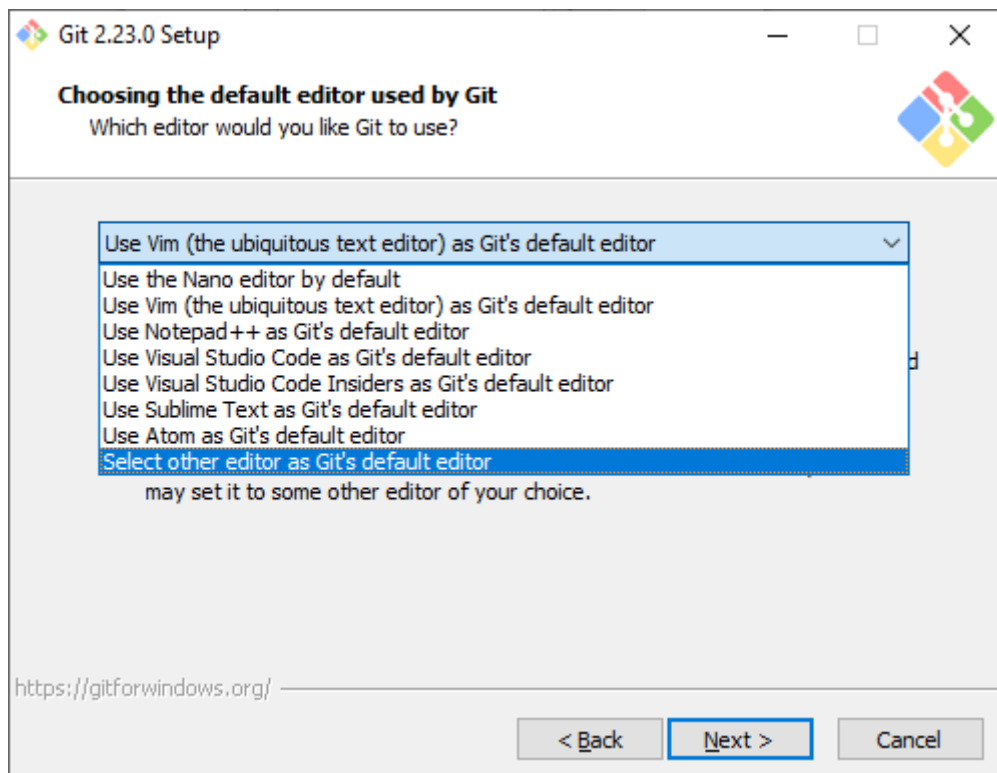 Git 2.23.0 Setup
Choosing the default editor used by Git
Which editor would you like Git to use?
Use Vim (the ubiquitous text editor) as Git's default editor
Use the Nano editor by default
Use Vim (the ubiquitous text editor) as Git's default editor
Use Notepad++ as Git's default editor
Use Visual Studio Code as Git's default editor
Use Visual Studio Code Insiders as Git's default editor
Use Sublime Text as Git's default editor
Use Atom as Git's default editor
Select other editor as Git's default editor
may set it to some other editor of your choice.
https://gitforwindows.org/
< Back
Next >
Cancel